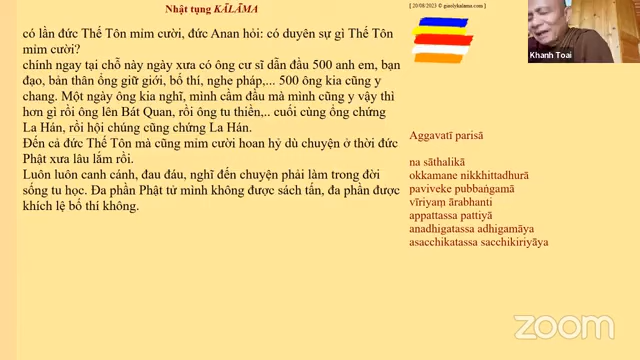 Nhật tụng KĀLĀMA
có lần đức Thế Tôn mỉm cười, đức Anan hỏi: có duyên sự gì Thế Tôn
mỉm cười?
chính ngay tại chỗ này ngày xưa có ông cư sĩ dẫn đầu 500 anh em, bạn
đạo, bản thân ông giữ giới, bố thí, nghe pháp,... 500 ông kia cũng y
chang. Một ngày ông kia nghĩ, mình cầm đầu mà mình cũng y vậy thì
hơn gì rồi ông lên Bát Quan, rồi ông tu thiền,.. cuối cùng ổng chứng
La Hán, rồi hội chúng cũng chứng La Hán.
Đến cả đức Thế Tôn mà cũng mỉm cười hoan hỷ dù chuyện ở thời đức
Phật xưa lâu lắm rồi.
Luôn luôn canh cánh, đau đáu, nghĩ đến chuyện phải làm trong đời
sống tu học. Đa phần Phật tử mình không được sách tấn, đa phần được
khích lệ bố thí không.
[ 20/08/2023 © giaolykalama.com ]
Aggavatī parisā
na sāthalikā
okkamane nikkhittadhurā
paviveke pubbaṅgamā
vīriyaṃ ārabhanti
appattassa pattiyā
anadhigatassa adhigamāya
asacchikatassa sacchikiriyāya
Khanh Toai
zoom